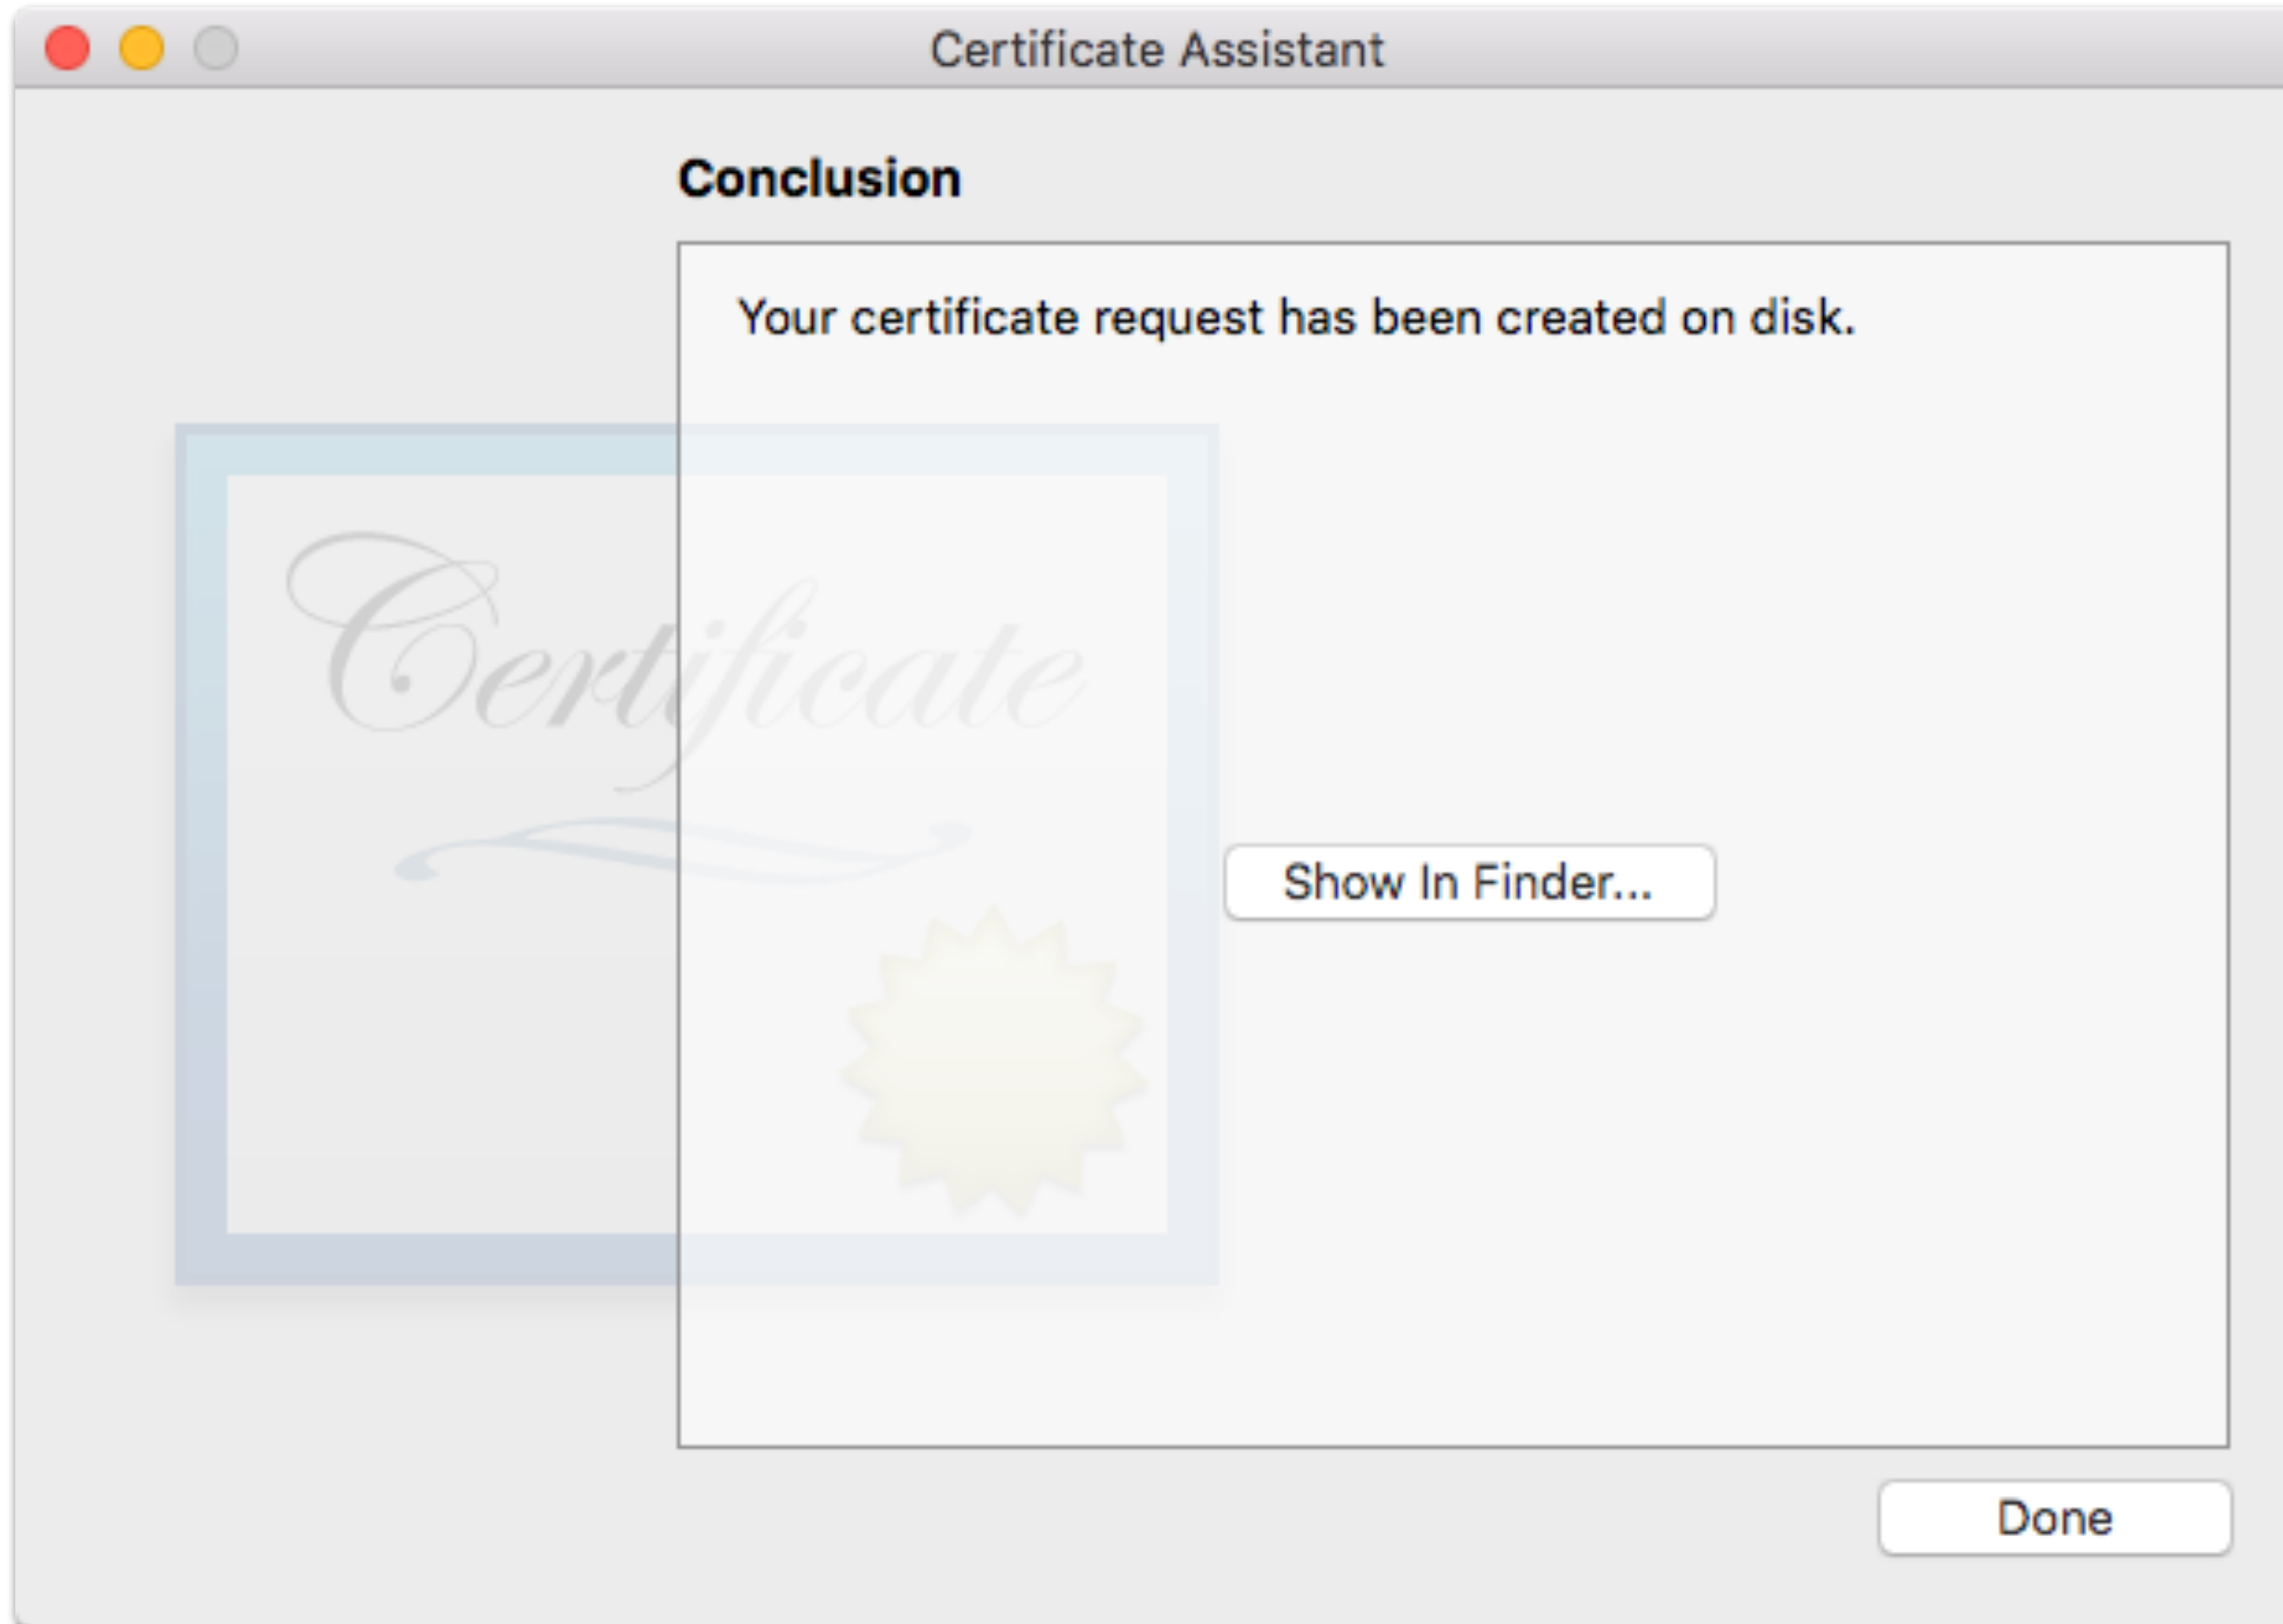 Certificate Assistant
Conclusion
Your certificate request has been created on disk.
Certificate
Show In Finder...
Done